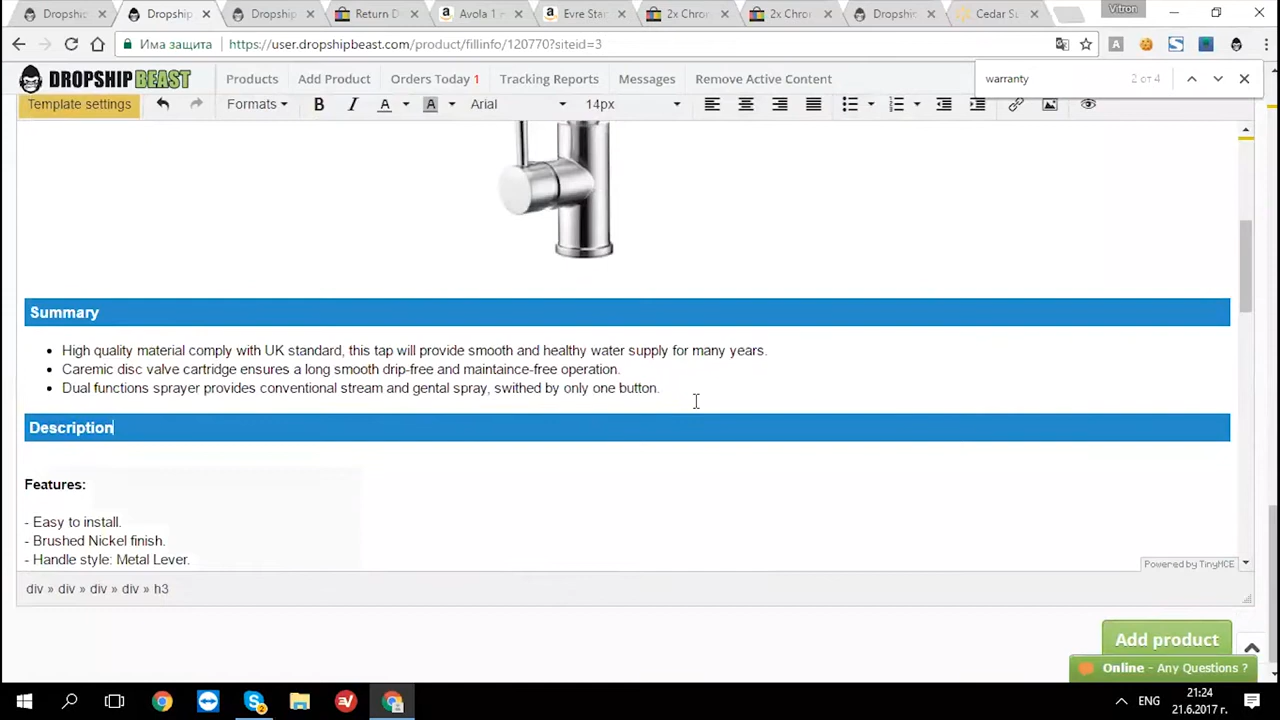 Dropship
Dropship
Dropship
Return D
Avola 1
Evre Star
2x Chro
2x Chro
Dropship
Cedar Su
Vitron
Има защита
https://user.dropshipbeast.com/product/fillinfo/120770?siteid=3
DROPSHIPBEAST
Products
Add Product
Orders Today 1
Tracking Reports
Messages
Remove Active Content
warranty
2 от 4
Template settings
Formats
B
I
A
A
Arial
14px
Summary
High quality material comply with UK standard, this tap will provide smooth and healthy water supply for many years.
Caremic disc valve cartridge ensures a long smooth drip-free and maintaince-free operation.
Dual functions sprayer provides conventional stream and gental spray, swithed by only one button.
Description
Features:
- Easy to install.
- Brushed Nickel finish.
- Handle style: Metal Lever.
Powered by TinyMCE
div » div » div » div » h3
Add product
Online - Any Questions ?
ENG
21:24
21.6.2017 г.